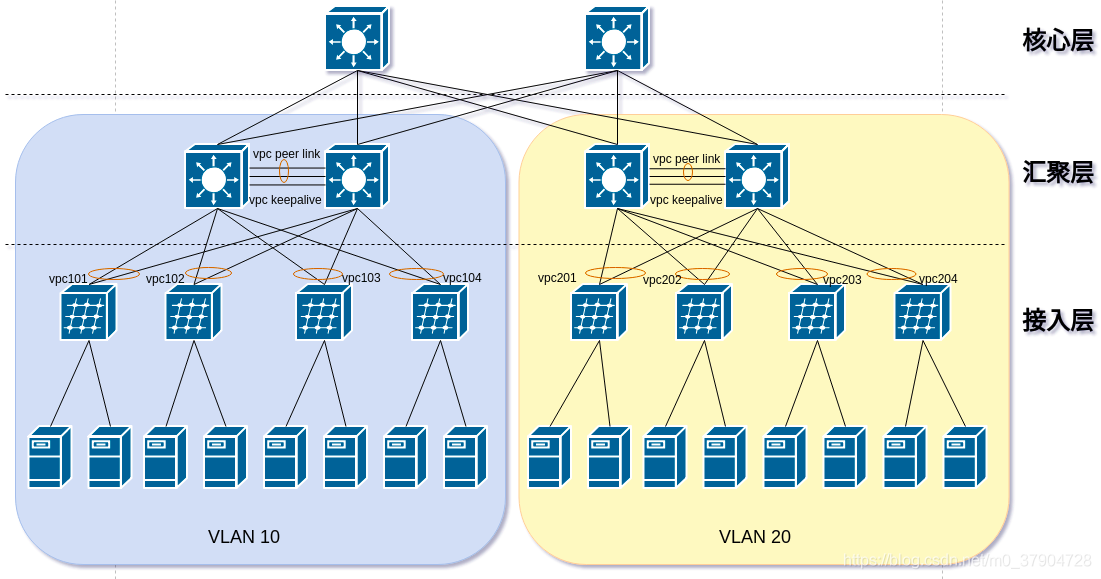 核心层
vpc peer link
vpc keepalive
vpc peer link
vpc keepalive
汇聚层
vpc101
vpc102
vpc103
vpc104
vpc201
vpc202
vpc203
vpc204
接入层
VLAN 10
VLAN 20
https://blog.csdn.net/m0_37904728